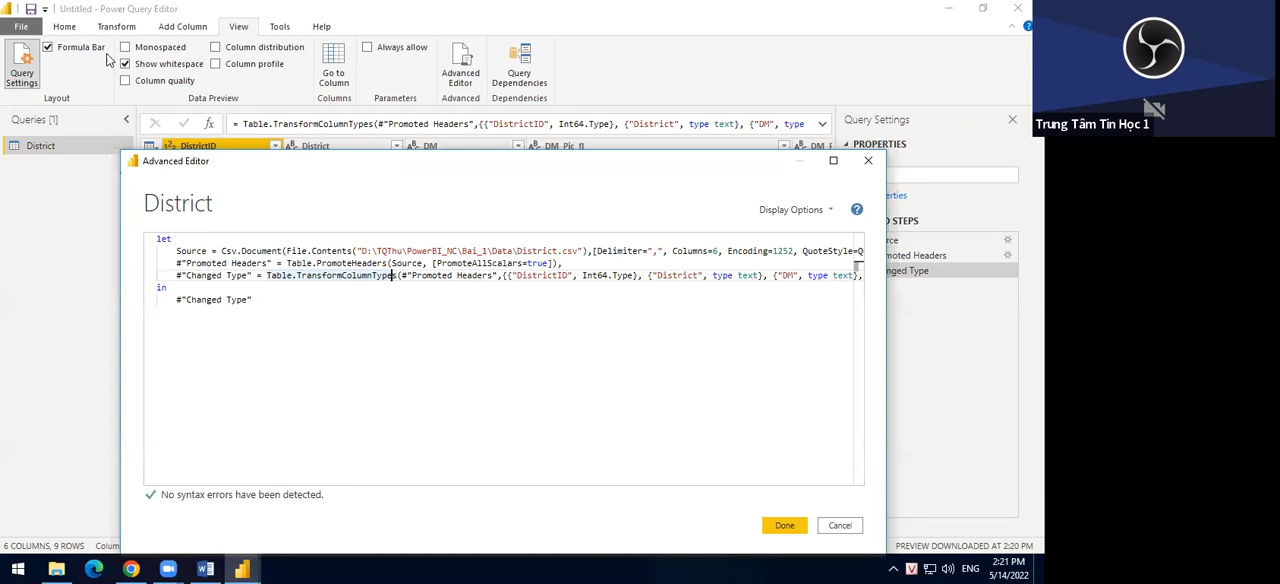 Untitled - Power Query Editor
File Home Transform Add Column View Tools Help
Query Settings
Formula Bar
Monospaced
Show whitespace
Column quality
Column distribution
Column profile
Go to Column
Always allow
Advanced Editor
Query Dependencies
Layout Data Preview Columns Parameters Advanced Dependencies
Queries [1]
District
= Table.TransformColumnTypes(#"Promoted Headers",{{"DistrictID", Int64.Type}, {"District", type text}, {"DM", type
DistrictID District DM DM_Pic_fl
Query Settings
PROPERTIES
Changed Type
Advanced Editor
District
Display Options
let
Source = Csv.Document(File.Contents("D:\TQThu\PowerBI_NC\Bai_1\Data\District.csv"),[Delimiter=",", Columns=6, Encoding=1252, QuoteStyle=Q
#"Promoted Headers" = Table.PromoteHeaders(Source, [PromoteAllScalars=true]),
#"Changed Type" = Table.TransformColumnTypes(#"Promoted Headers",{{"DistrictID", Int64.Type}, {"District", type text}, {"DM", type text},
in
#"Changed Type"
No syntax errors have been detected.
Done Cancel
6 COLUMNS, 9 ROWS
PREVIEW DOWNLOADED AT 2:20 PM
ENG
2:21 PM
5/14/2022
Trung Tâm Tin Học 1